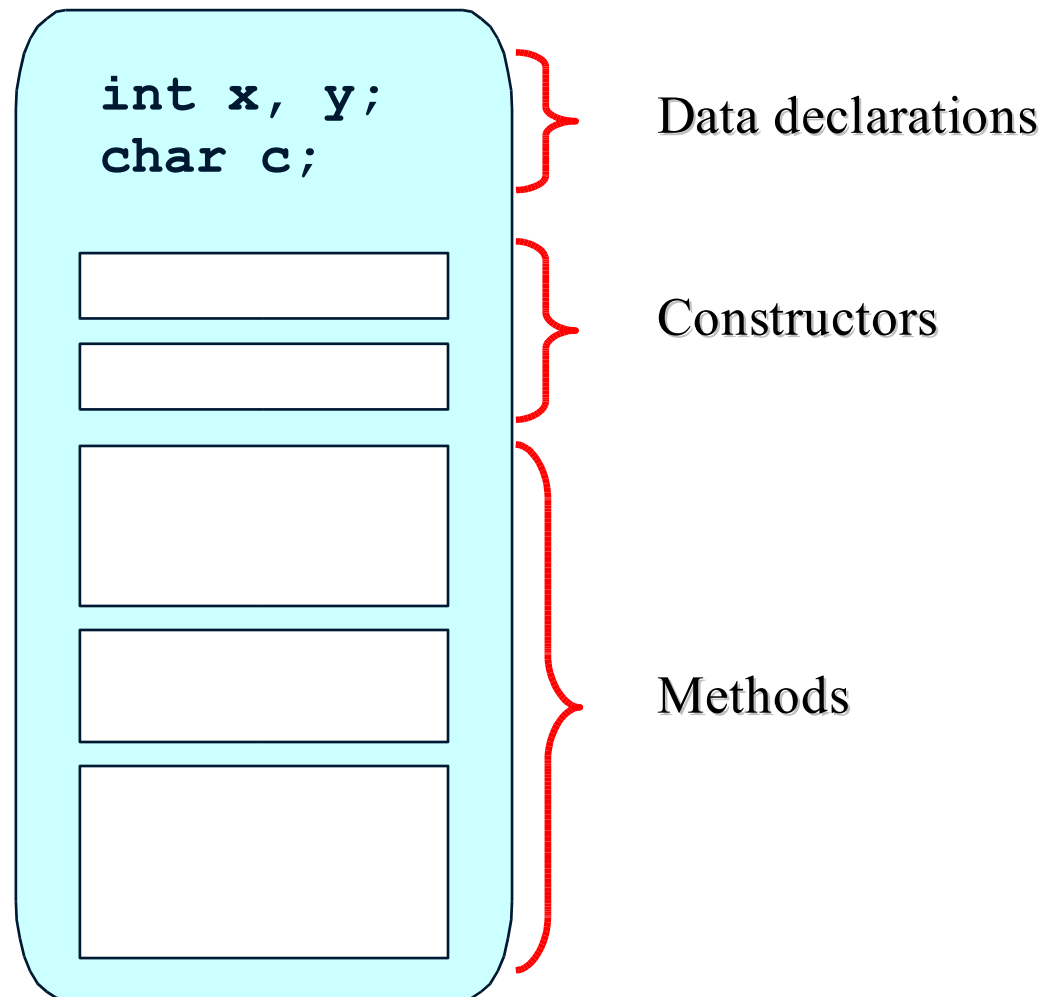 int x, y;
char c;
Data declarations
Constructors
Methods